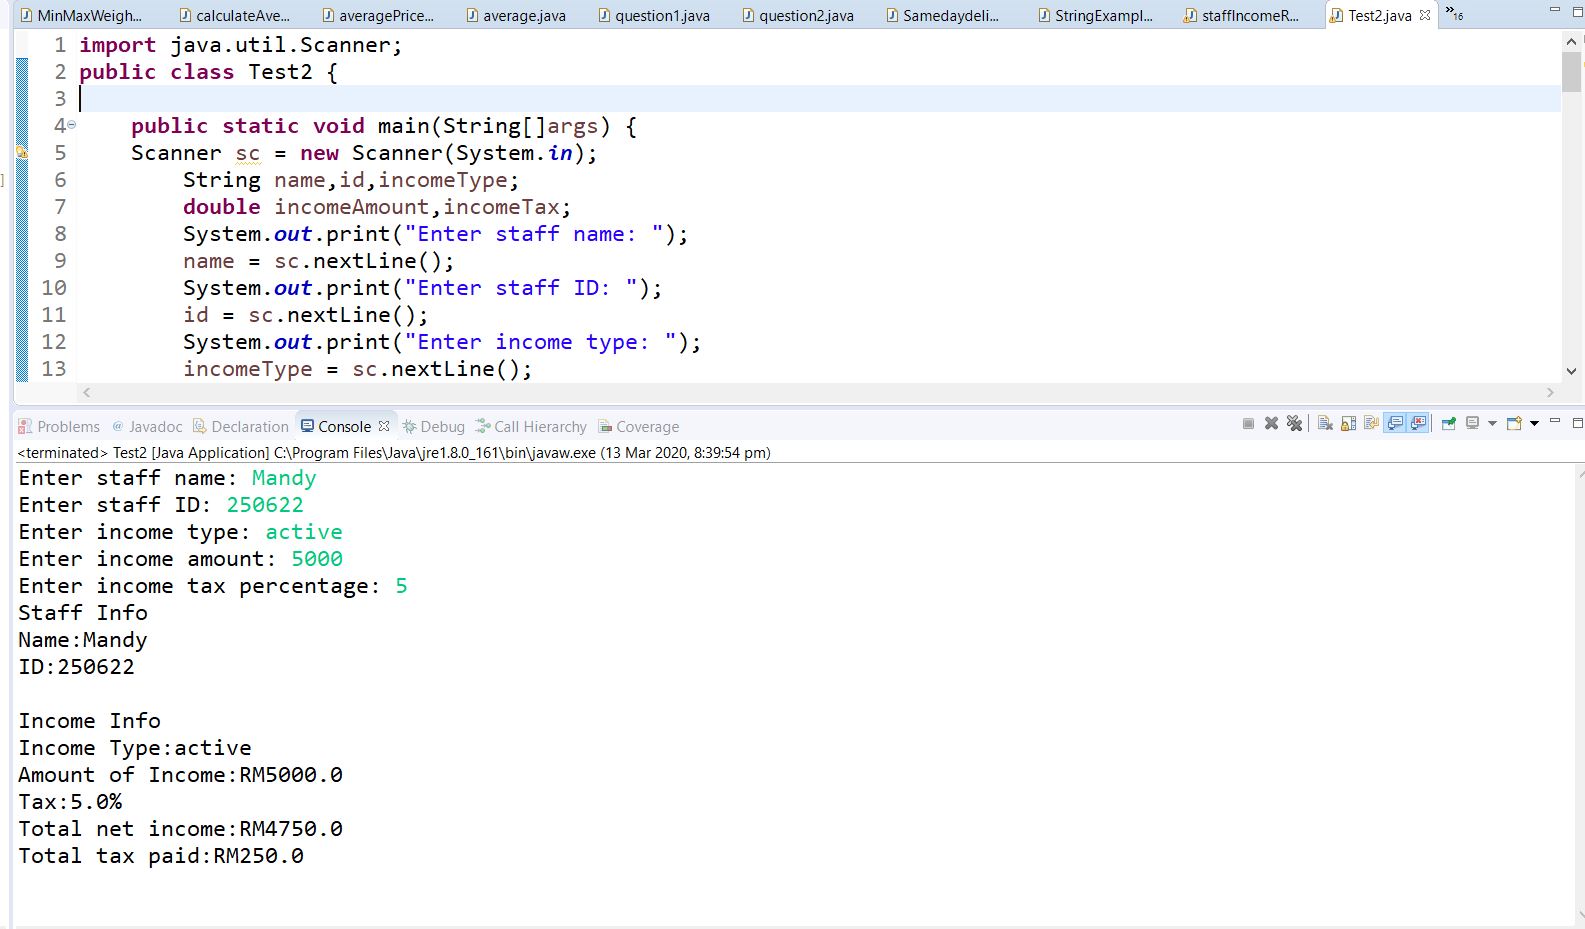 MinMaxWeigh... calculateAve... averagePrice... average.java question1.java question2.java Samedaydeli... StringExampl... staffIncomeR... Test2.java »16
1 import java.util.Scanner;
2 public class Test2 {
3
4 public static void main(String[]args) {
5 Scanner sc = new Scanner(System.in);
6 String name,id,incomeType;
7 double incomeAmount,incomeTax;
8 System.out.print("Enter staff name: ");
9 name = sc.nextLine();
10 System.out.print("Enter staff ID: ");
11 id = sc.nextLine();
12 System.out.print("Enter income type: ");
13 incomeType = sc.nextLine();
Problems @ Javadoc Declaration Console Debug Call Hierarchy Coverage
<terminated> Test2 [Java Application] C:\Program Files\Java\jre1.8.0_161\bin\javaw.exe (13 Mar 2020, 8:39:54 pm)
Enter staff name: Mandy
Enter staff ID: 250622
Enter income type: active
Enter income amount: 5000
Enter income tax percentage: 5
Staff Info
Name:Mandy
ID:250622
Income Info
Income Type:active
Amount of Income:RM5000.0
Tax:5.0%
Total net income:RM4750.0
Total tax paid:RM250.0